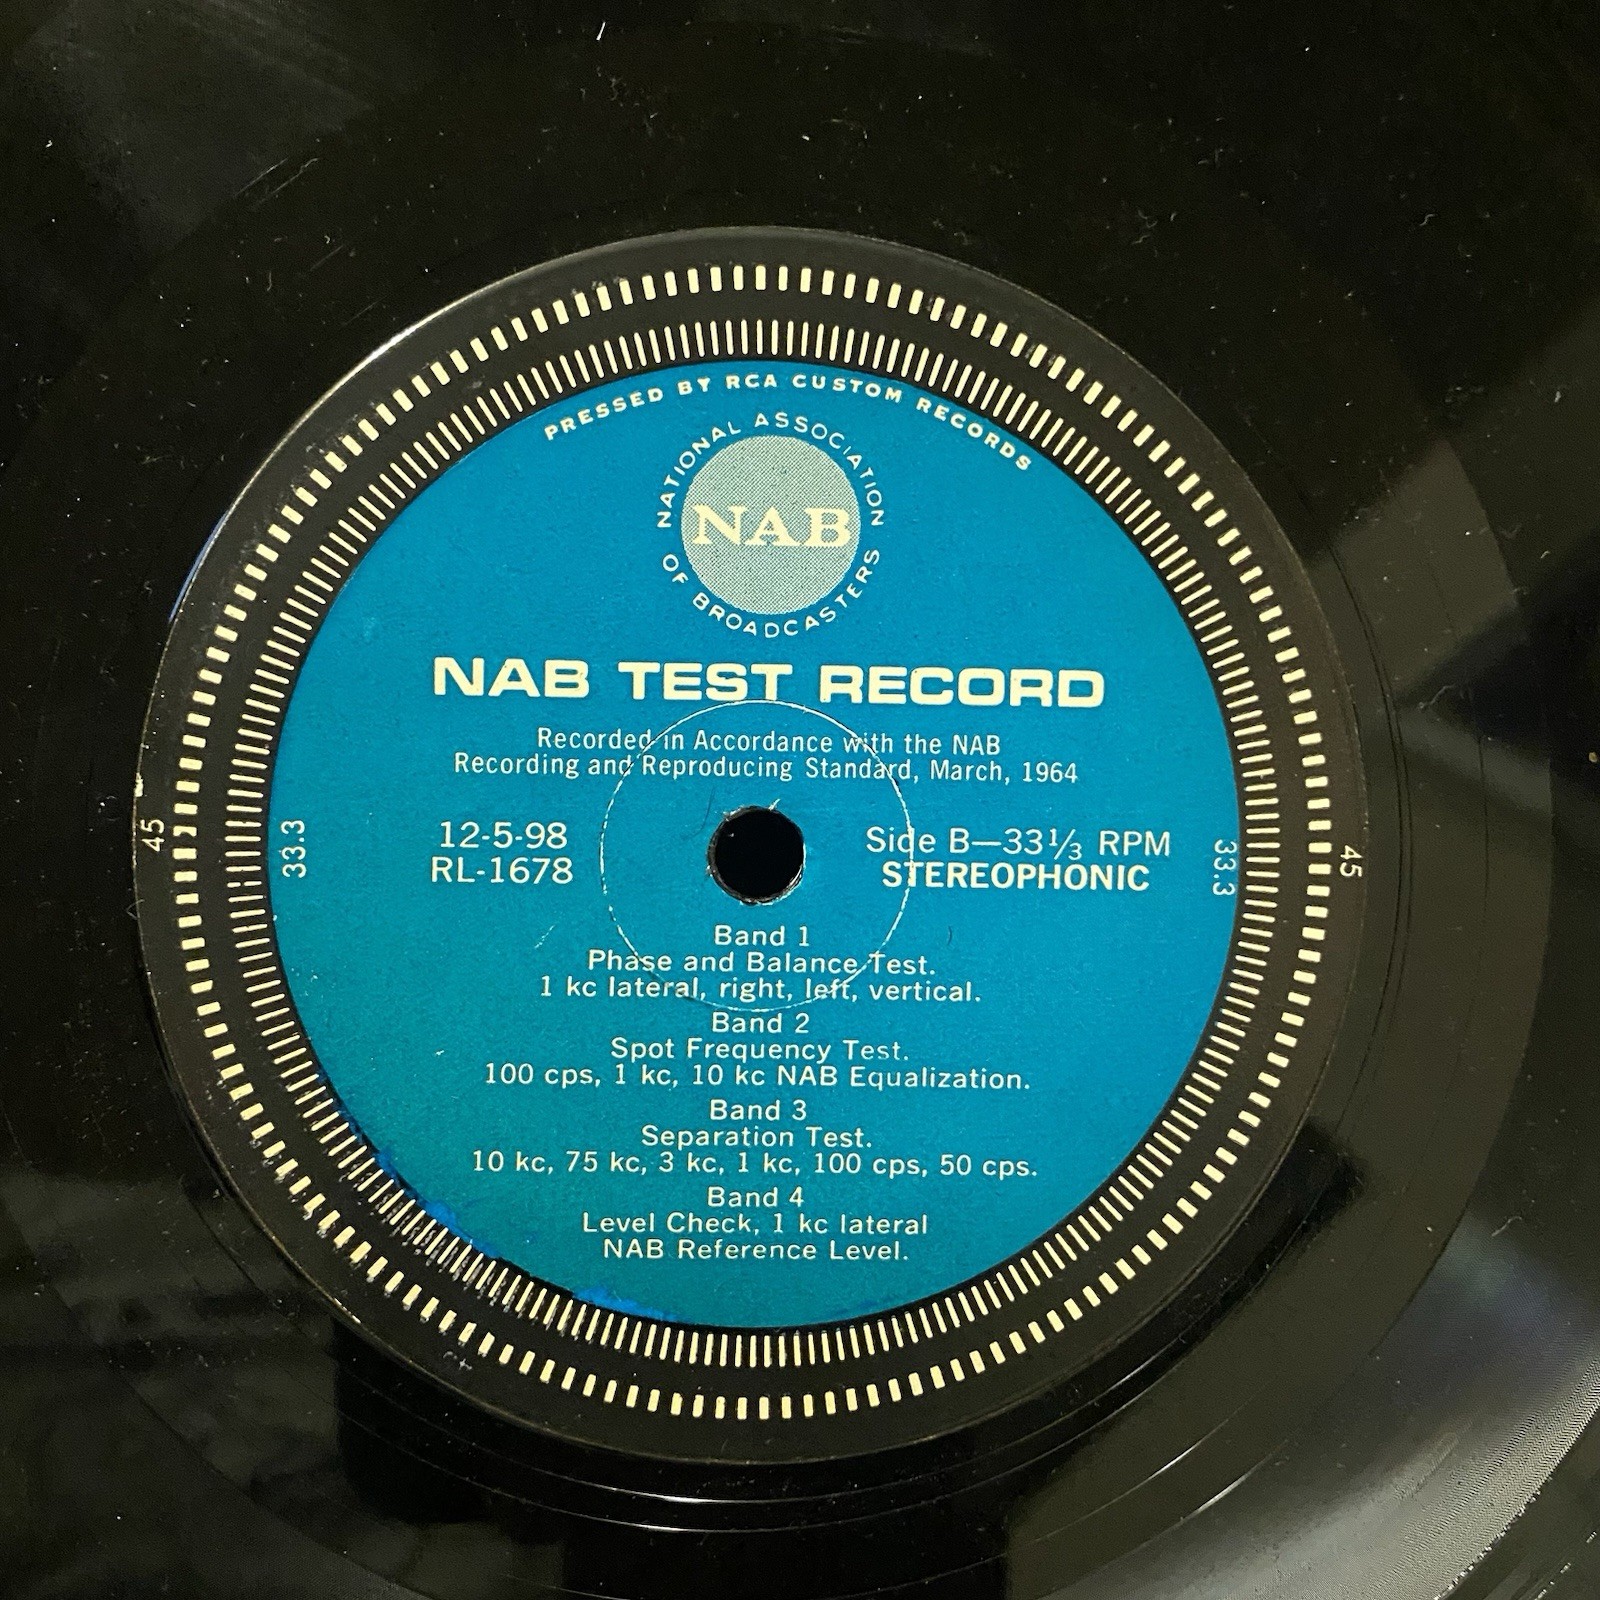 PRESSED BY RCA CUSTOM RECORDS
NATIONAL ASSOCIATION
OF BROADCASTERS
NAB
NAB TEST RECORD
Recorded in Accordance with the NAB
Recording and Reproducing Standard, March, 1964
45
33.3
12-5-98
RL-1678
Side B—33⅓ RPM
STEREOPHONIC
33.3
45
Band 1
Phase and Balance Test.
1 kc lateral, right, left, vertical.
Band 2
Spot Frequency Test.
100 cps, 1 kc, 10 kc NAB Equalization.
Band 3
Separation Test.
10 kc, 75 kc, 3 kc, 1 kc, 100 cps, 50 cps.
Band 4
Level Check, 1 kc lateral
NAB Reference Level.